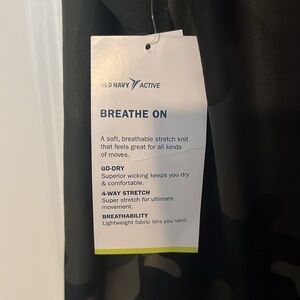 OLD NAVY ACTIVE
BREATHE ON
A soft, breathable stretch knit
that feels great for all kinds
of moves.
GO-DRY
Superior wicking keeps you dry
& comfortable.
4-WAY STRETCH
Super stretch for ultimate
movement.
BREATHABILITY
Lightweight fabric lets you vent.